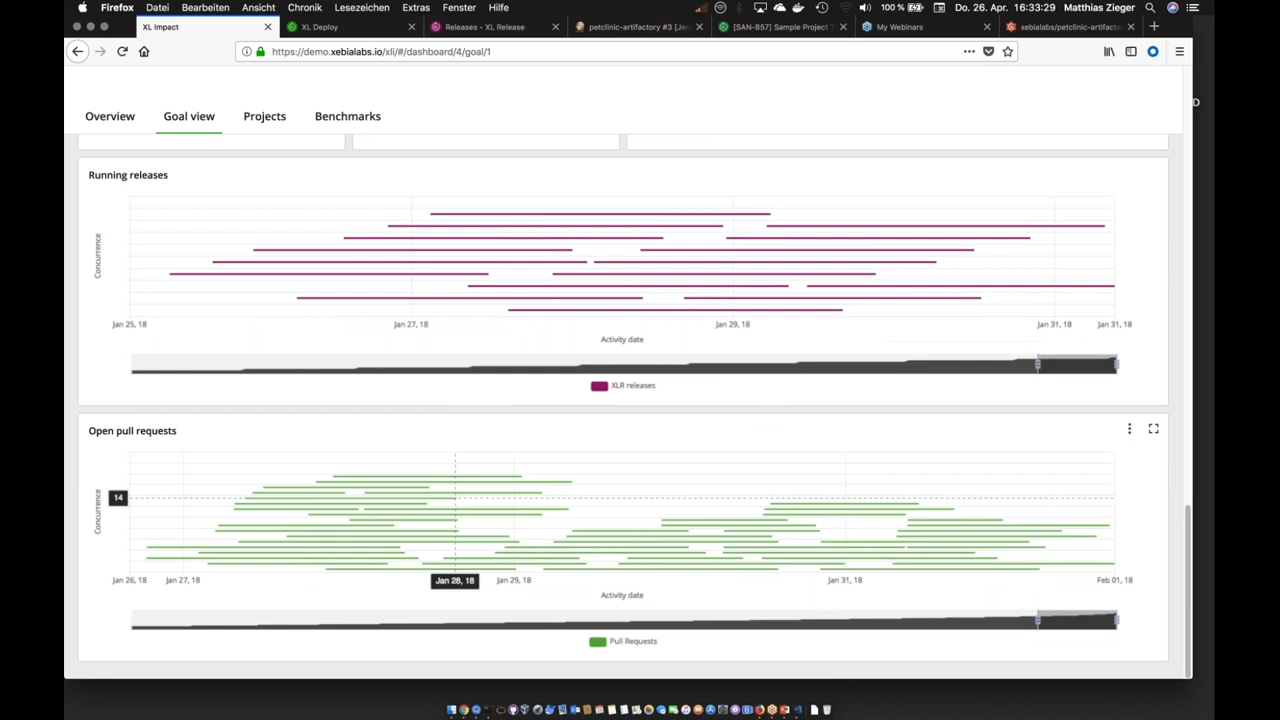 Firefox Datei Bearbeiten Ansicht Chronik Lesezeichen Extras Fenster Hilfe 100 % Do. 26. Apr. 16:33:29 Matthias Zieger
XL Impact XL Deploy Releases - XL Release petclinic-artifactory #3 [Jen [SAN-857] Sample Project T My Webinars xebialabs/petclinic-artifac
https://demo.xebialabs.io/xli/#/dashboard/4/goal/1
D
Overview Goal view Projects Benchmarks
Running releases
Concurrence
Jan 25, 18 Jan 27, 18 Jan 29, 18 Jan 31, 18 Jan 31, 18
Activity date
XLR releases
Open pull requests
14
Concurrence
Jan 26, 18 Jan 27, 18 Jan 28, 18 Jan 29, 18 Jan 31, 18 Feb 01, 18
Activity date
Pull Requests